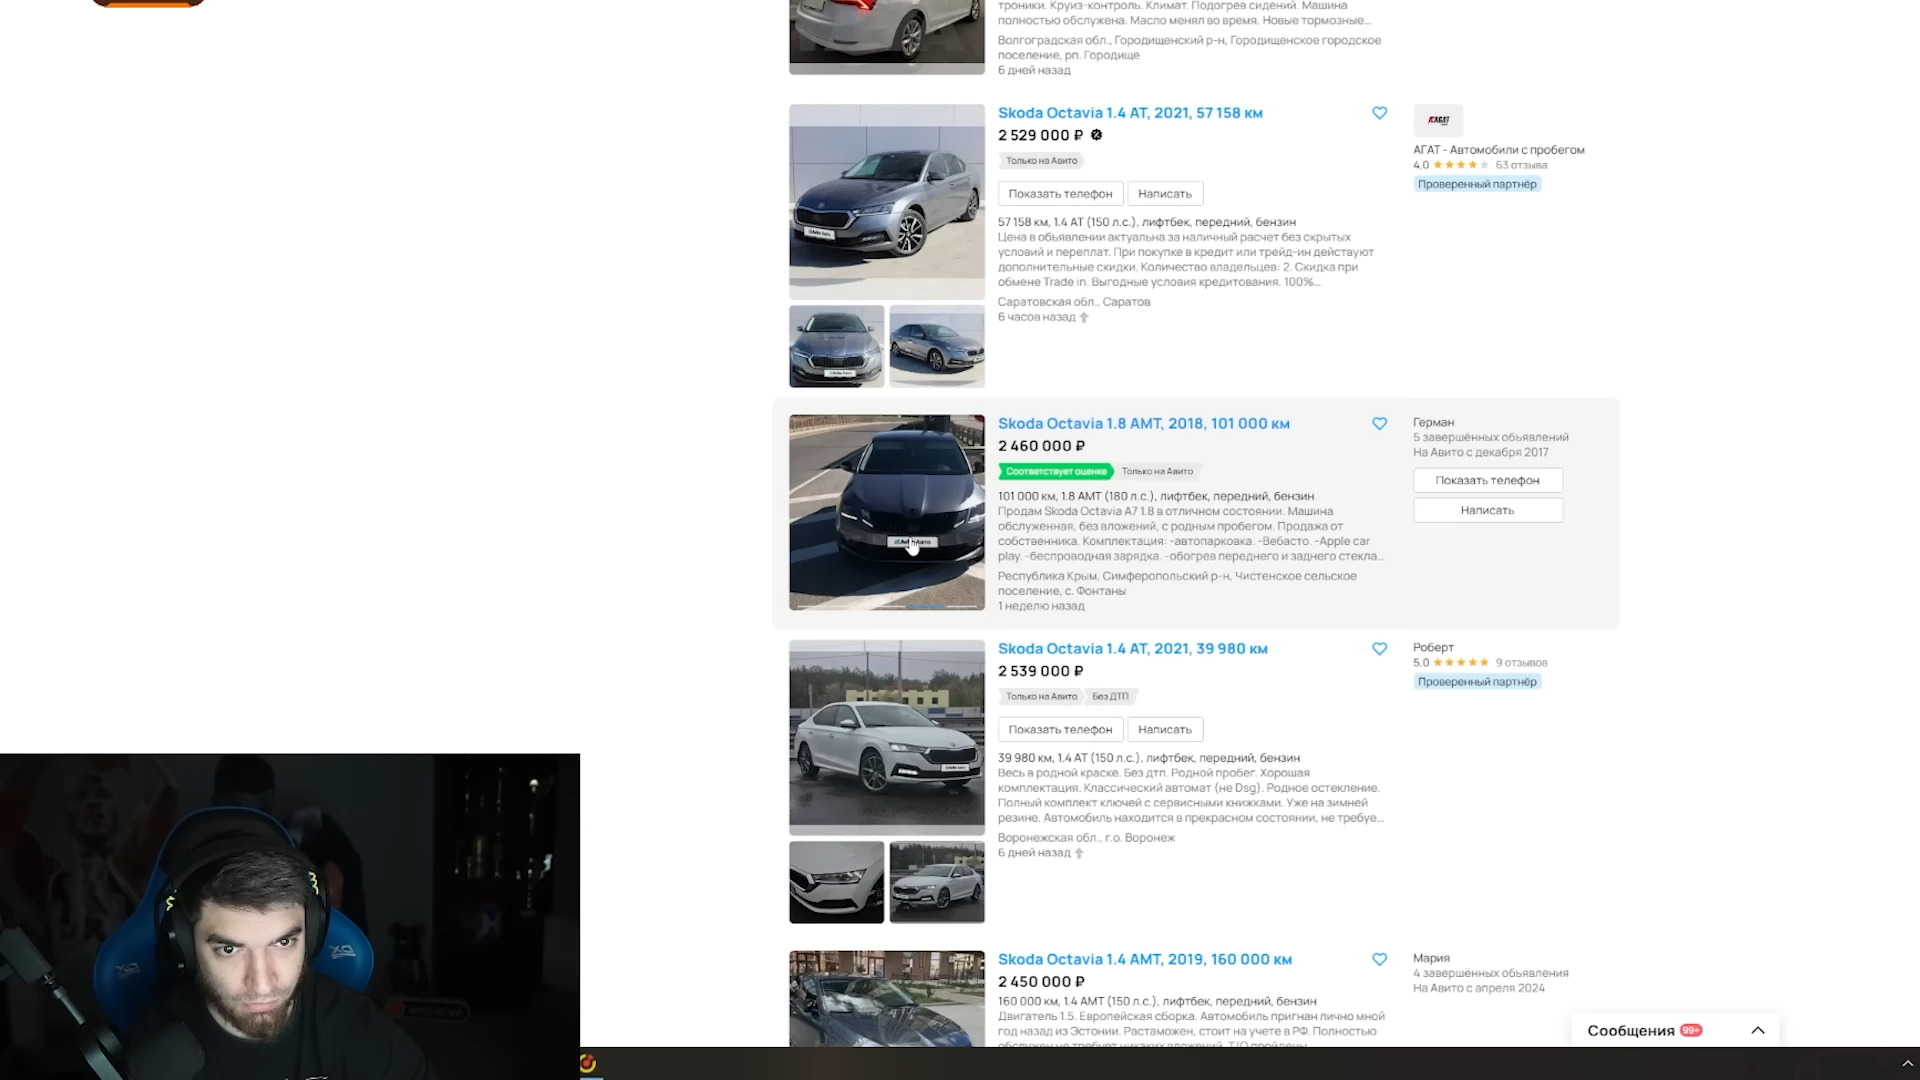 троники. Круиз-контроль. Климат. Подогрев сидений. Машина
полностью обслужена. Масло менял во время. Новые тормозные...
Волгоградская обл., Городищенский р-н, Городищенское городское
поселение, рп. Городище
6 дней назад
Skoda Octavia 1.4 AT, 2021, 57 158 км
2 529 000 ₽
Только на Авито
Показать телефон Написать
57 158 км, 1.4 AT (150 л.с.), лифтбек, передний, бензин
Цена в объявлении актуальна за наличный расчет без скрытых
условий и переплат. При покупке в кредит или трейд-ин действуют
дополнительные скидки. Количество владельцев: 2. Скидка при
обмене Trade in. Выгодные условия кредитования. 100%...
Саратовская обл., Саратов
6 часов назад
АГАТ
АГАТ - Автомобили с пробегом
4,0 63 отзыва
Проверенный партнёр
Skoda Octavia 1.8 AMT, 2018, 101 000 км
2 460 000 ₽
Соответствует оценке Только на Авито
101 000 км, 1.8 AMT (180 л.с.), лифтбек, передний, бензин
Продам Skoda Octavia A7 1.8 в отличном состоянии. Машина
обслуженная, без вложений, с родным пробегом. Продажа от
собственника. Комплектация: -автопарковка. -Вебасто. -Apple car
play. -беспроводная зарядка. -обогрев переднего и заднего стекла...
Республика Крым, Симферопольский р-н, Чистенское сельское
поселение, с. Фонтаны
1 неделю назад
Герман
5 завершённых объявлений
На Авито с декабря 2017
Показать телефон
Написать
Skoda Octavia 1.4 AT, 2021, 39 980 км
2 539 000 ₽
Только на Авито Без ДТП
Показать телефон Написать
39 980 км, 1.4 AT (150 л.с.), лифтбек, передний, бензин
Весь в родной краске. Без дтп. Родной пробег. Хорошая
комплектация. Классический автомат (не Dsg). Родное остекление.
Полный комплект ключей с сервисными книжками. Уже на зимней
резине. Автомобиль находится в прекрасном состоянии, не требуе...
Воронежская обл., г.о. Воронеж
6 дней назад
Роберт
5,0 9 отзывов
Проверенный партнёр
Skoda Octavia 1.4 AMT, 2019, 160 000 км
2 450 000 ₽
160 000 км, 1.4 AMT (150 л.с.), лифтбек, передний, бензин
Двигатель 1.5. Европейская сборка. Автомобиль пригнан лично мной
год назад из Эстонии. Растаможен, стоит на учете в РФ. Полностью
обслужен не требует никаких вложений. Т/О пройдены
Мария
4 завершённых объявления
На Авито с апреля 2024
Сообщения 99+